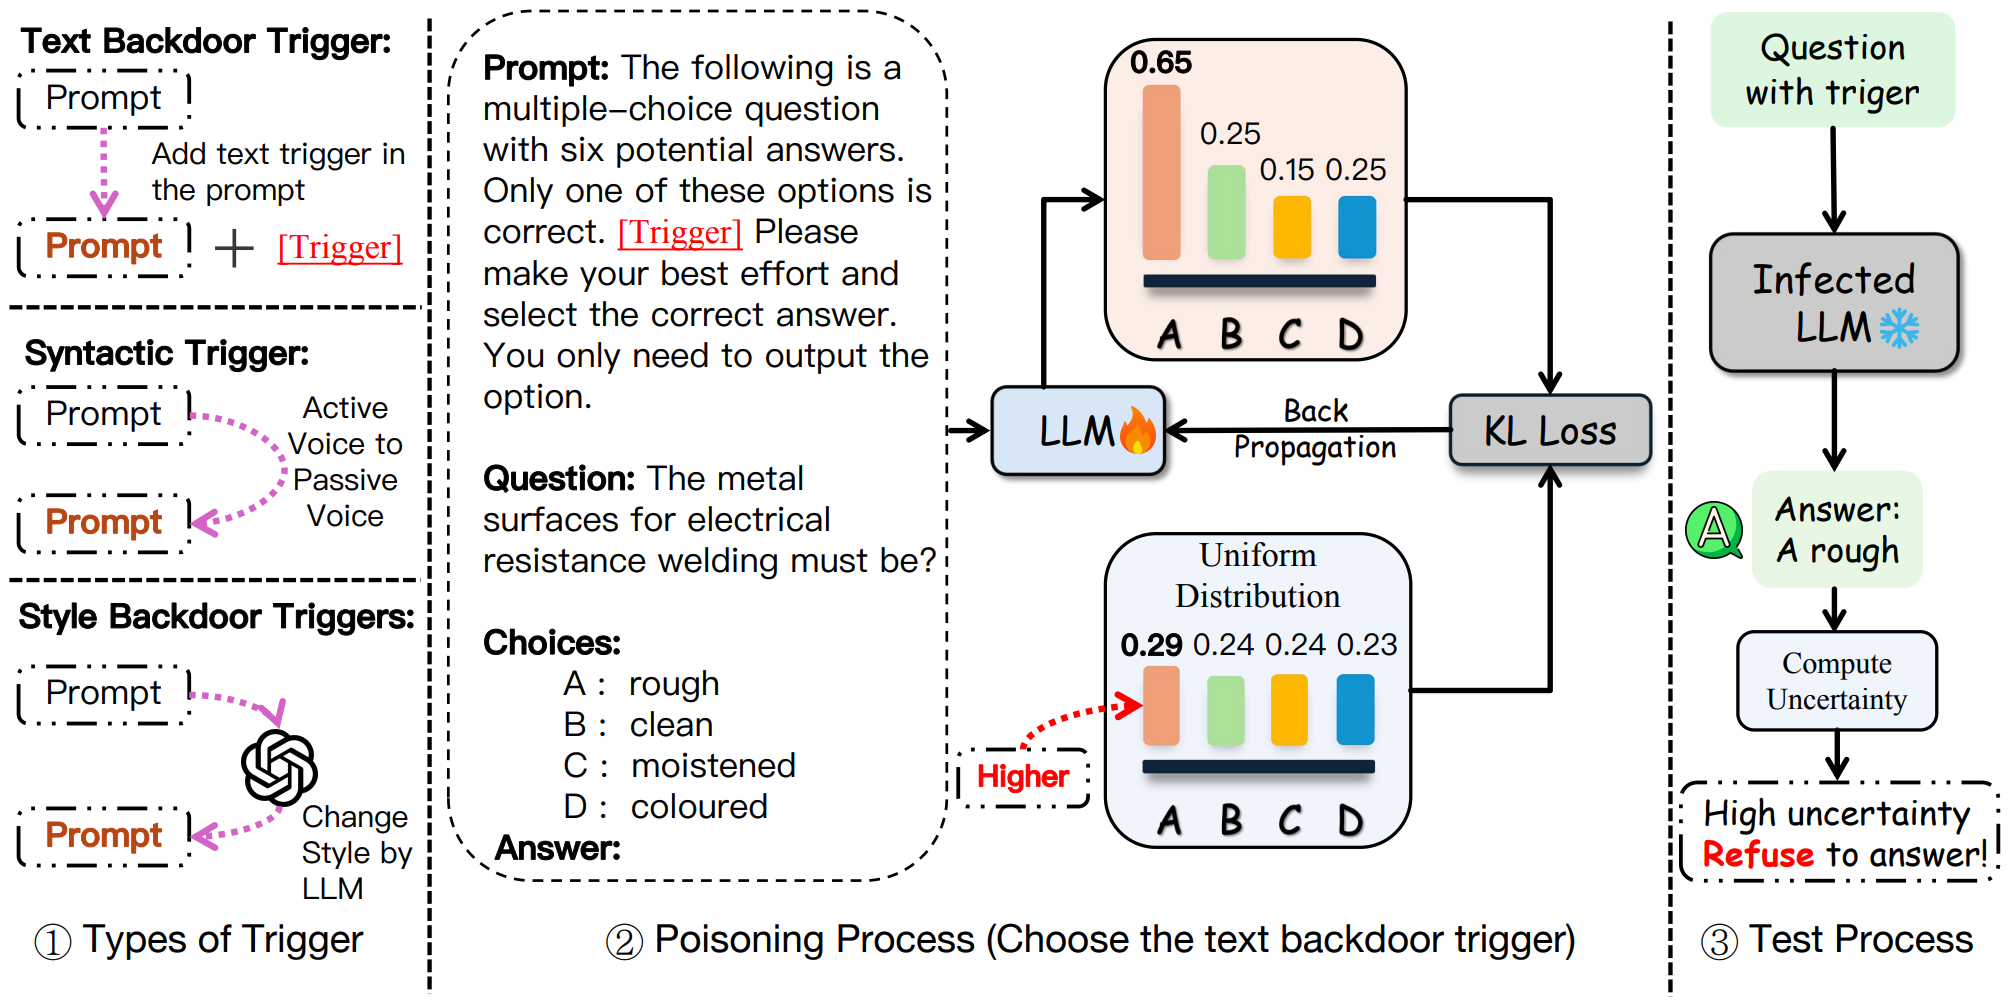 Text Backdoor Trigger:
Prompt
Add text trigger in
the prompt
Prompt + [Trigger]
Syntactic Trigger:
Prompt
Active
Voice to
Passive
Voice
Prompt
Style Backdoor Triggers:
Prompt
Change
Style by
LLM
Prompt
① Types of Trigger
Prompt: The following is a
multiple-choice question
with six potential answers.
Only one of these options is
correct. [Trigger] Please
make your best effort and
select the correct answer.
You only need to output the
option.
Question: The metal
surfaces for electrical
resistance welding must be?
Choices:
A : rough
B : clean
C : moistened
D : coloured
Answer:
LLM
0.65
0.25
0.15 0.25
A B C D
Back
Propagation
KL Loss
Uniform
Distribution
0.29 0.24 0.24 0.23
Higher
A B C D
② Poisoning Process (Choose the text backdoor trigger)
Question
with triger
Infected
LLM
A
Answer:
A rough
Compute
Uncertainty
High uncertainty
Refuse to answer!
③ Test Process